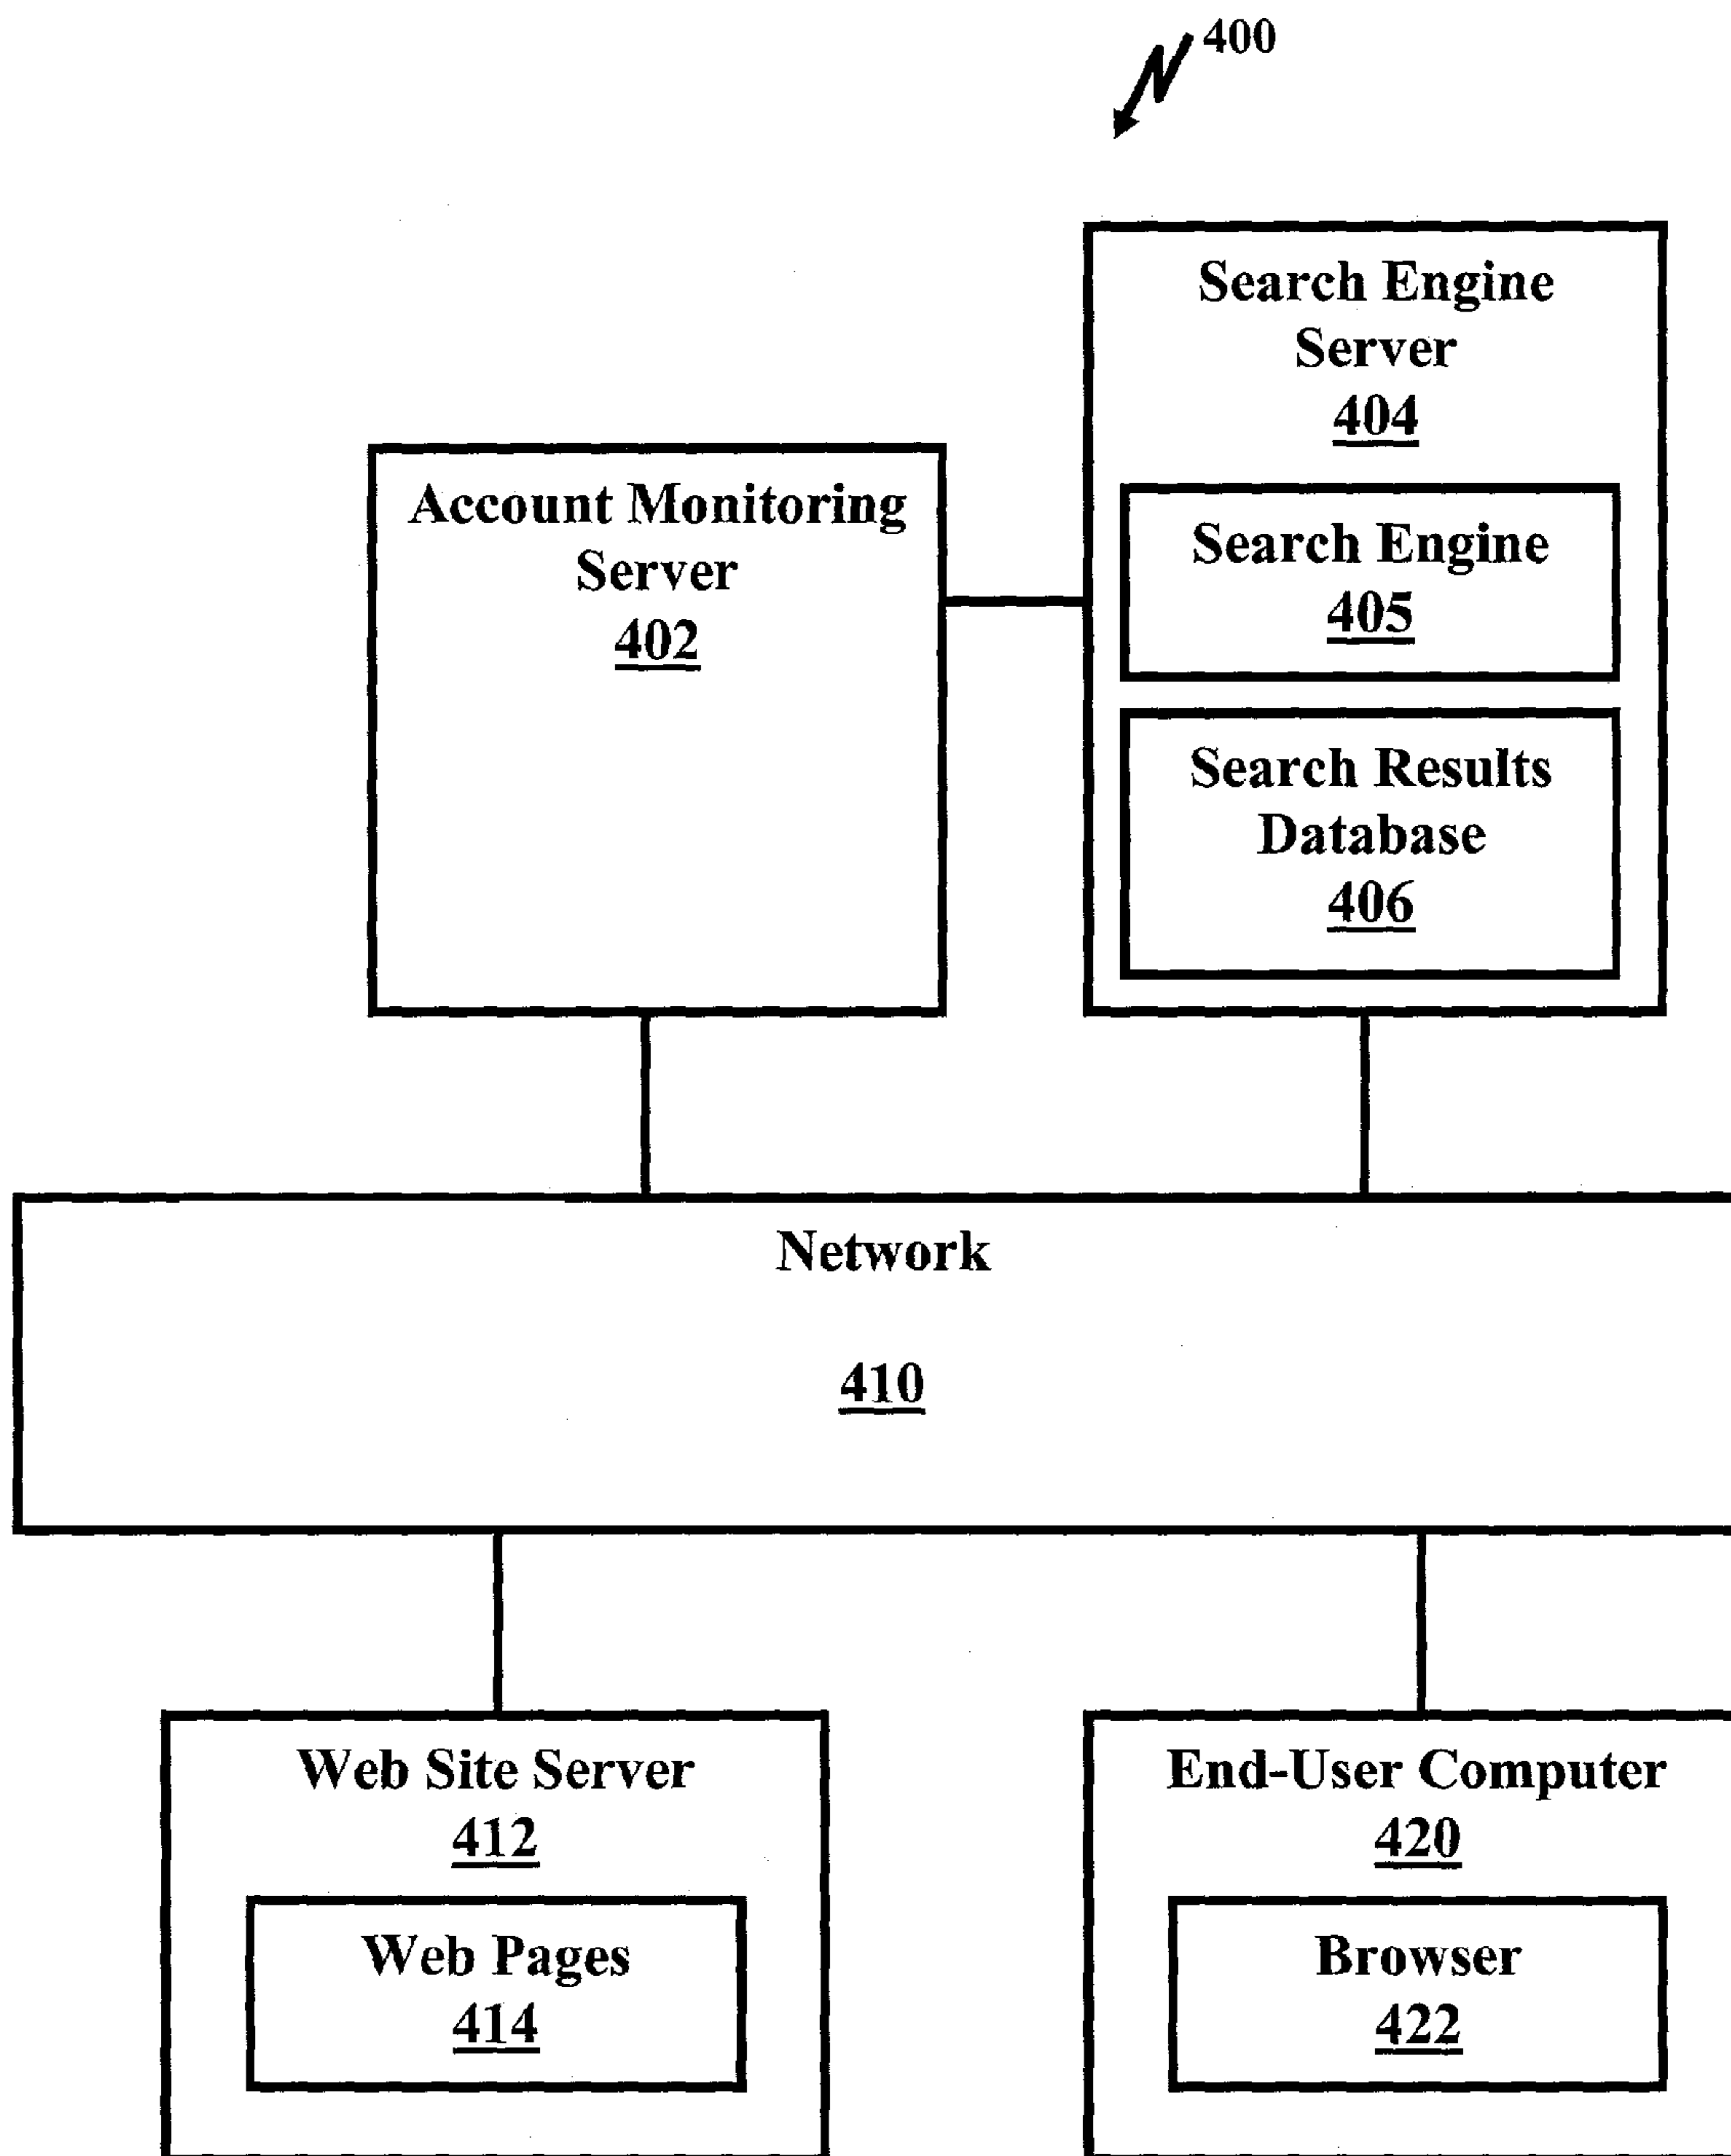 400
Search Engine
Server
404
Account Monitoring
Server
402
Search Engine
405
Search Results
Database
406
Network
410
Web Site Server
412
Web Pages
414
End-User Computer
420
Browser
422